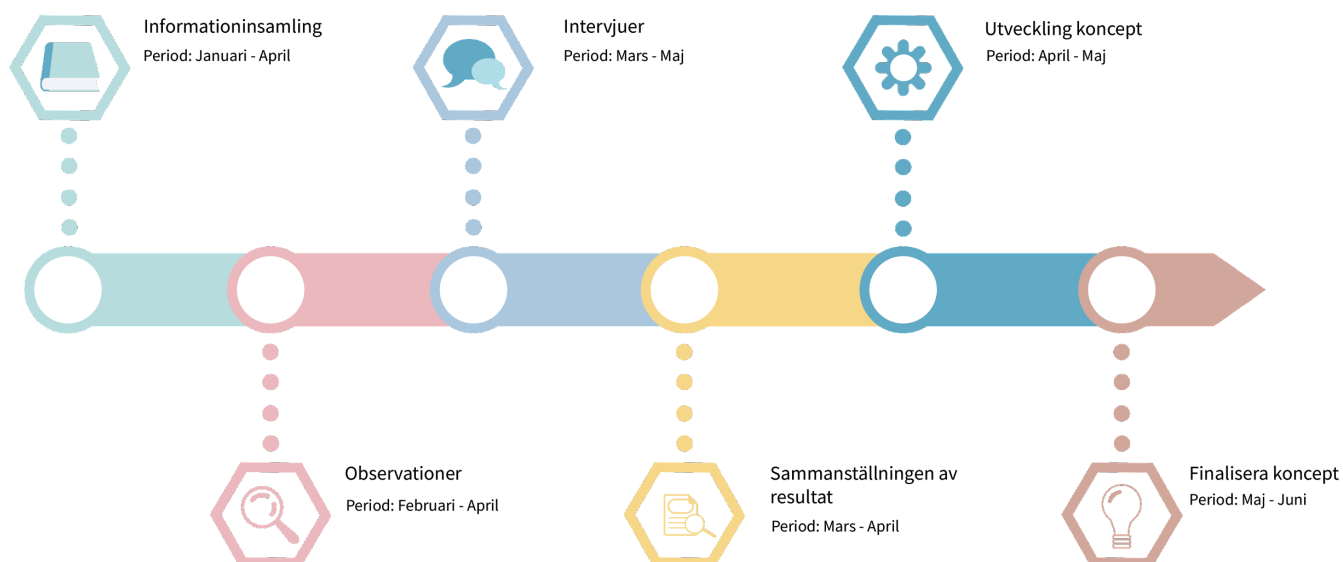 Informationinsamling
Period: Januari - April
Intervjuer
Period: Mars - Maj
Utveckling koncept
Period: April - Maj
Observationer
Period: Februari - April
Sammanställningen av
resultat
Period: Mars - April
Finalisera koncept
Period: Maj - Juni